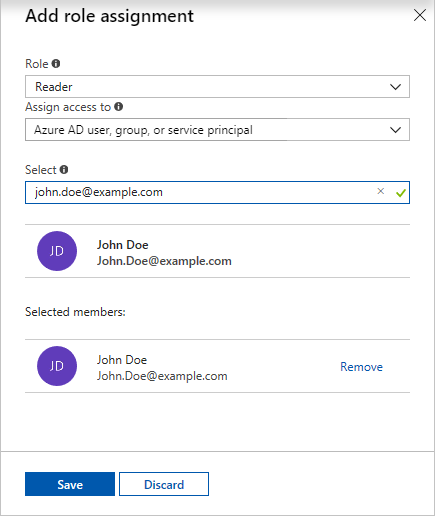 Add role assignment
Role
Reader
Assign access to
Azure AD user, group, or service principal
Select
john.doe@example.com
JD
John Doe
John.Doe@example.com
Selected members:
JD
John Doe
John.Doe@example.com
Remove
Save
Discard